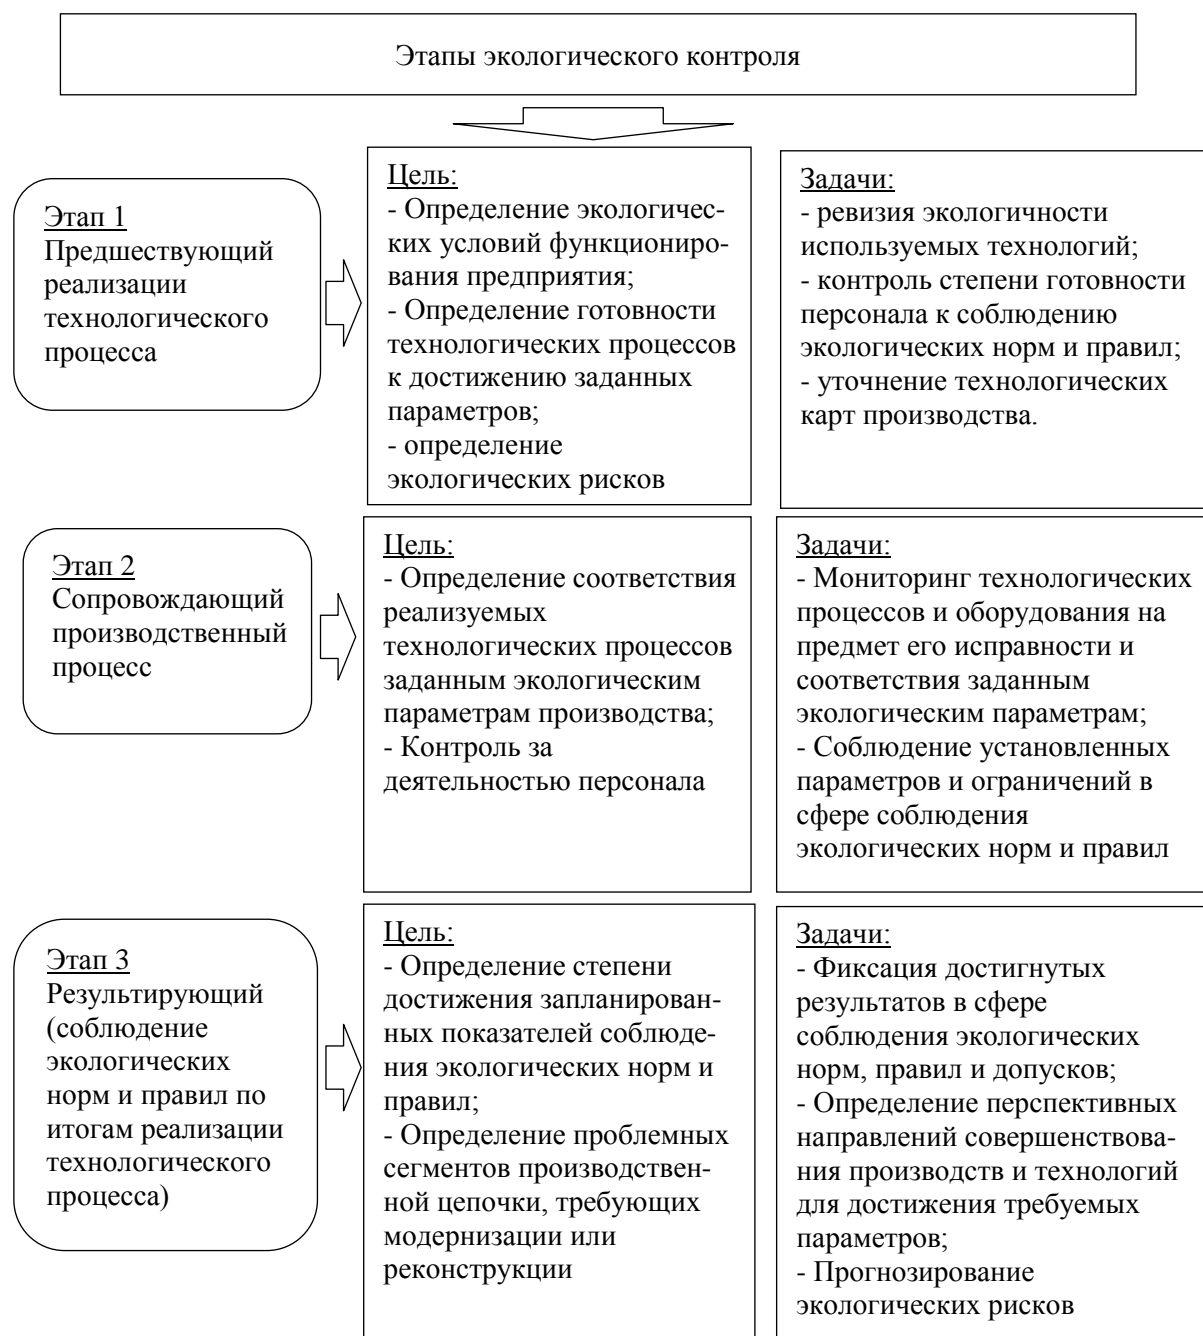 Этапы экологического контроля
Этап 1
Предшествующий
реализации
технологического
процесса
Цель:
- Определение экологичес-
ких условий функциониро-
вания предприятия;
- Определение готовности
технологических процессов
к достижению заданных
параметров;
- определение
экологических рисков
Задачи:
- ревизия экологичности
используемых технологий;
- контроль степени готовности
персонала к соблюдению
экологических норм и правил;
- уточнение технологических
карт производства.
Этап 2
Сопровождающий
производственный
процесс
Цель:
- Определение соответствия
реализуемых
технологических процессов
заданным экологическим
параметрам производства;
- Контроль за
деятельностью персонала
Задачи:
- Мониторинг технологических
процессов и оборудования на
предмет его исправности и
соответствия заданным
экологическим параметрам;
- Соблюдение установленных
параметров и ограничений в
сфере соблюдения
экологических норм и правил
Этап 3
Результирующий
(соблюдение
экологических
норм и правил по
итогам реализации
технологического
процесса)
Цель:
- Определение степени
достижения запланирован-
ных показателей соблюде-
ния экологических норм и
правил;
- Определение проблемных
сегментов производствен-
ной цепочки, требующих
модернизации или
реконструкции
Задачи:
- Фиксация достигнутых
результатов в сфере
соблюдения экологических
норм, правил и допусков;
- Определение перспективных
направлений совершенствова-
ния производств и технологий
для достижения требуемых
параметров;
- Прогнозирование
экологических рисков